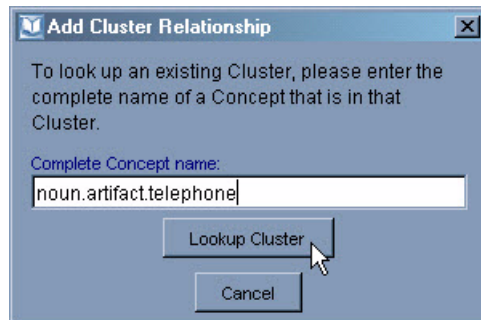 Add Cluster Relationship
To look up an existing Cluster, please enter the
complete name of a Concept that is in that
Cluster.
Complete Concept name:
noun.artifact.telephone
Lookup Cluster
Cancel